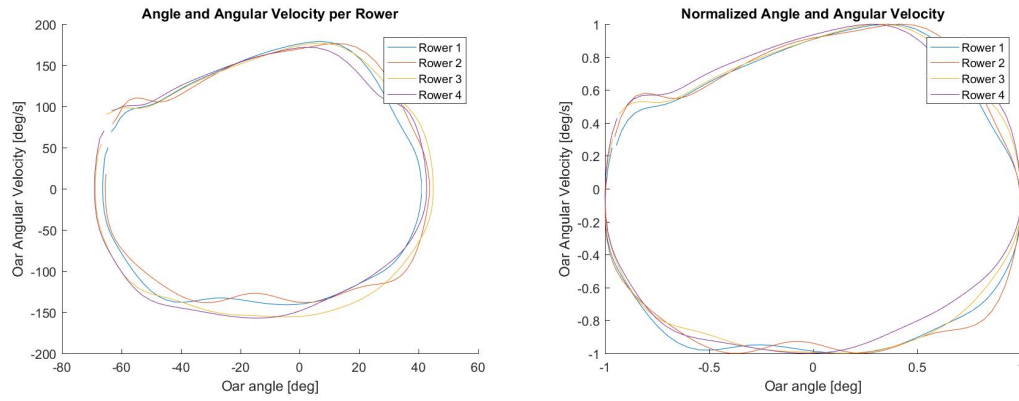 Angle and Angular Velocity per Rower
200
150
100
50
0
-50
-100
-150
-200
Oar Angular Velocity [deg/s]
-80
-60
-40
-20
0
20
40
60
Oar angle [deg]
Rower 1
Rower 2
Rower 3
Rower 4
Normalized Angle and Angular Velocity
1
0.8
0.6
0.4
0.2
0
-0.2
-0.4
-0.6
-0.8
-1
Oar Angular Velocity [deg/s]
-1
-0.5
0
0.5
Oar angle [deg]
Rower 1
Rower 2
Rower 3
Rower 4